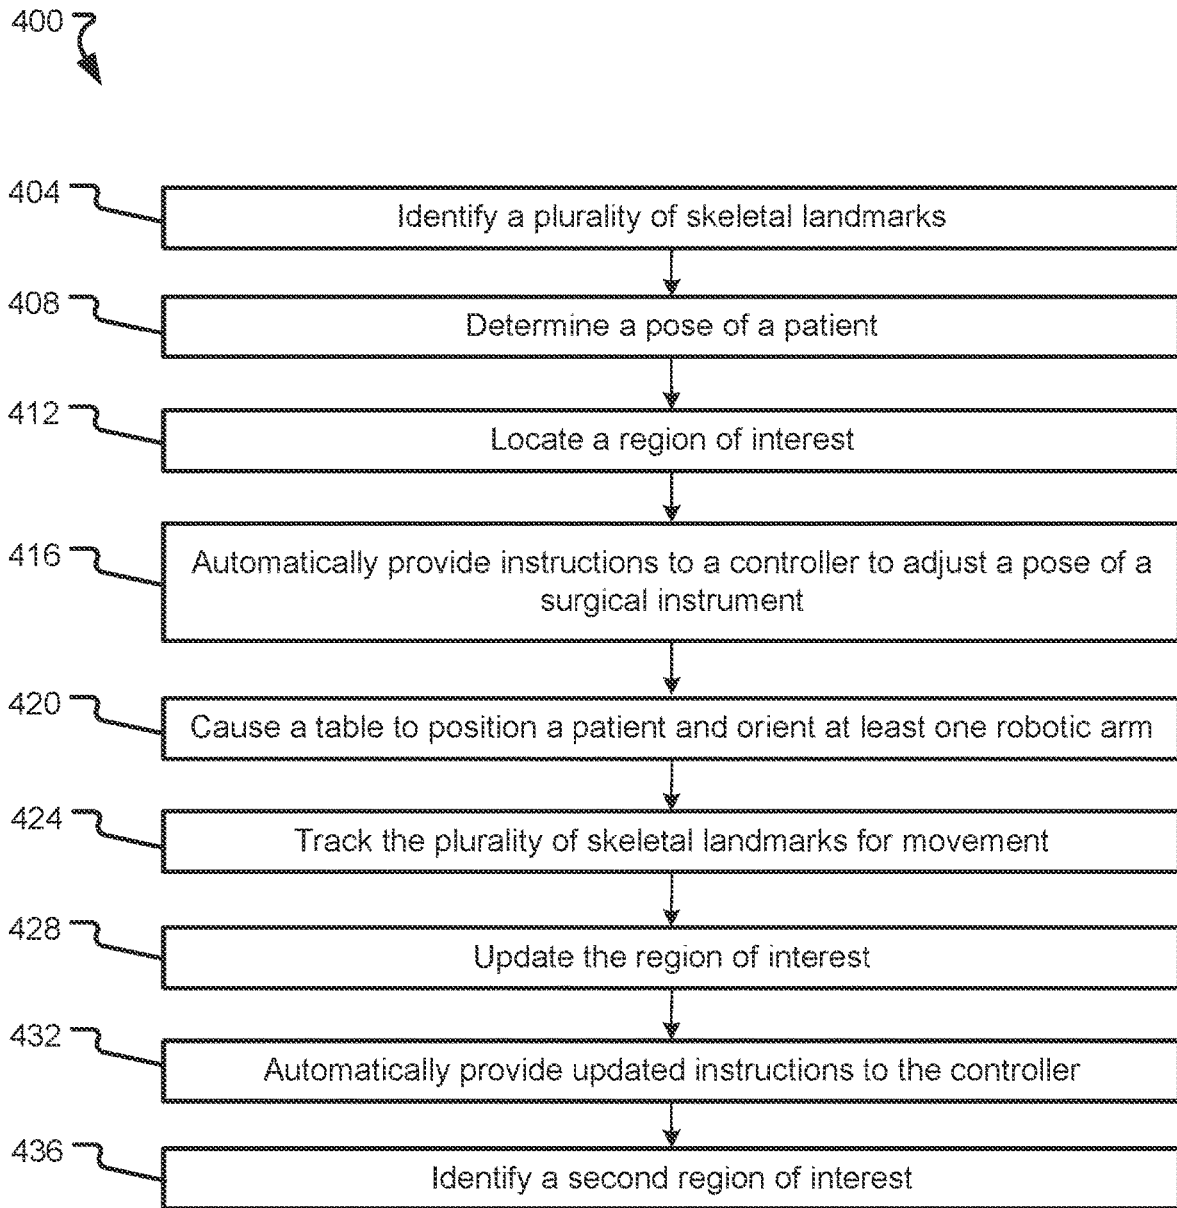 400
404
Identify a plurality of skeletal landmarks
408
Determine a pose of a patient
412
Locate a region of interest
416
Automatically provide instructions to a controller to adjust a pose of a
surgical instrument
420
Cause a table to position a patient and orient at least one robotic arm
424
Track the plurality of skeletal landmarks for movement
428
Update the region of interest
432
Automatically provide updated instructions to the controller
436
Identify a second region of interest